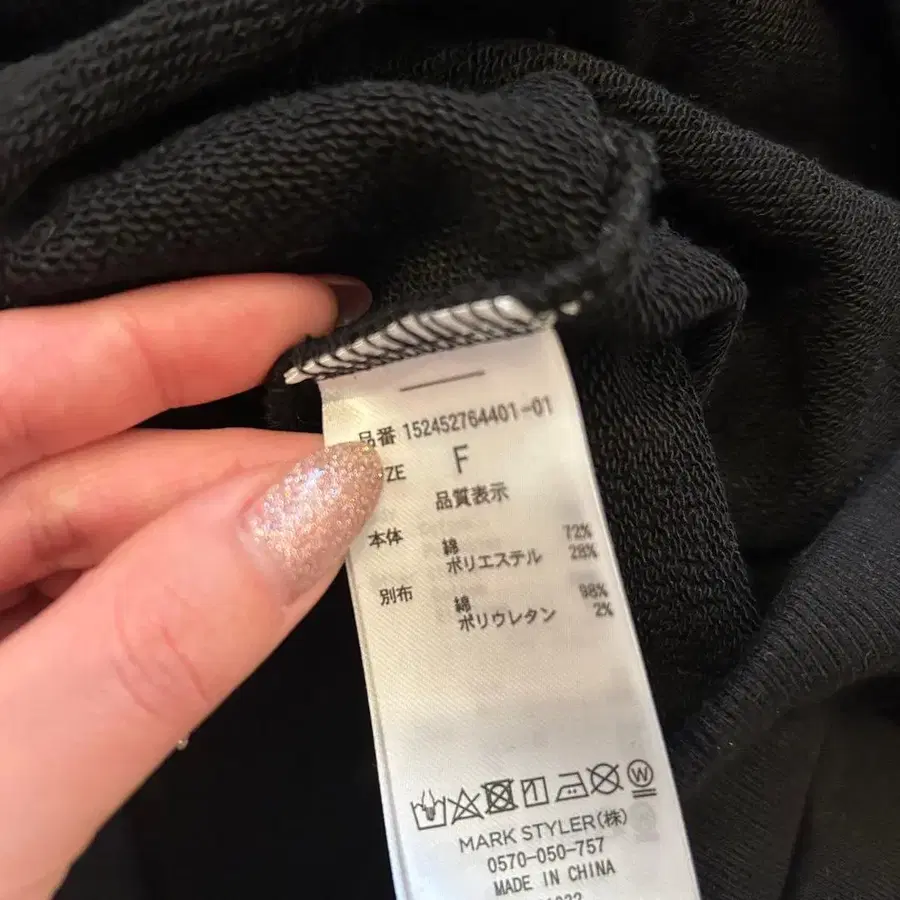 品番 152452764401-01
ZE F
品質表示
本体 綿 72%
ポリエステル 28%
別布 綿 98%
ポリウレタン 2%
W
MARK STYLER(株)
0570-050-757
MADE IN CHINA